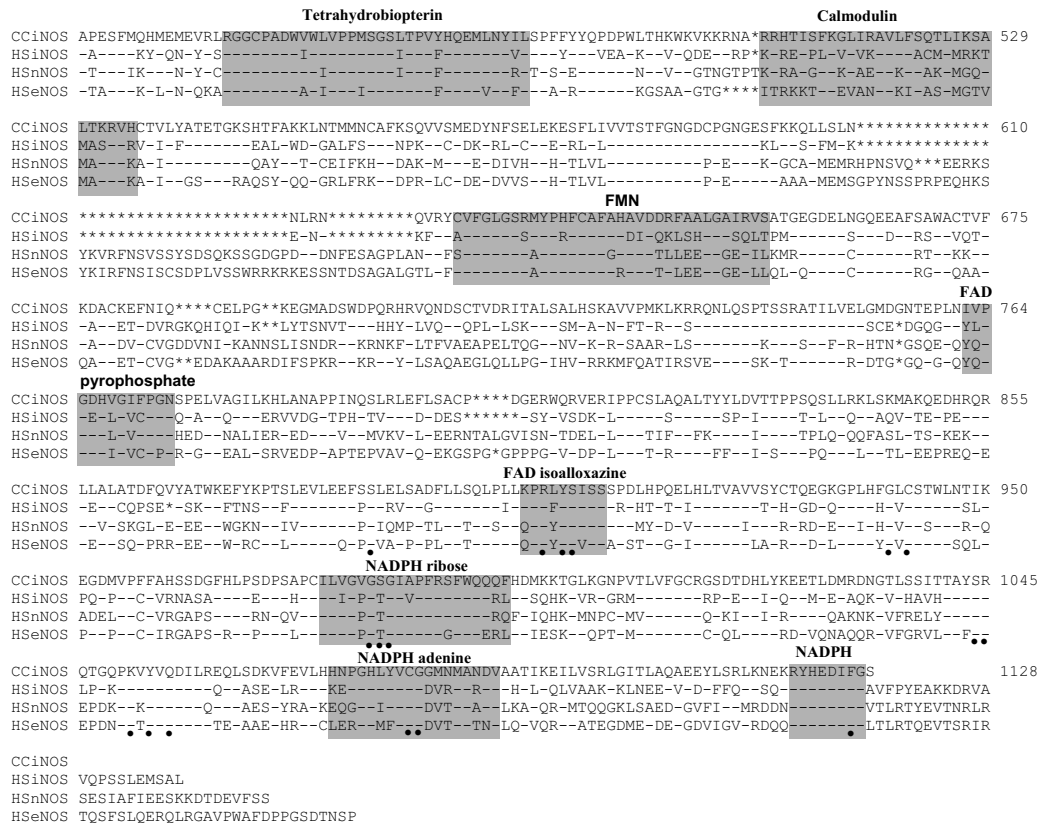 Tetrahydrobiopterin Calmodulin
CCiNOS APESFMQHMEMEVRLRGGCPADWVWLVPPMSGSLTPVYHQEMLNYILSPFFYYQPDPWLTHKWKVKKRNA*RRHTISFKGLIRAVLFSQTLIKSA 529
HSiNOS -A----KY-QN-Y-S---------I--------I---F-------V----Y---VEA-K--V--QDE--RP*K-RE-PL-V-VK---ACM-MRKT
HSnNOS -T---IK---N-Y-C----------I-------I---F-------R-T-S-E----N--V--GTNGTPTK-RA-G--K-AE--K--AK-MGQ-
HSeNOS -TA---K-L-N-QKA--------A-I---I-------F----V---F--AR-------KGSAA-GTG****ITRKKT-EVAN--KI-AS-MGTV
CCiNOS LTKRVHCTVLYATETGKSHTFAKKLNTMMNCAFKSQVVSMEDYNFSELEKESFLIVVTSTFGNGDCPGNGESFKKQLLSLN************** 610
HSiNOS MAS--RV-I-F------EAL-WD-GALF--SNPK--C-DK-RL-C--E-RL-L-----------------KL--S-FM-K**************
HSnNOS MA---KA-I--------QAY--T-CEIFKH--DAK-M---E-DIVH--H-TLVL------P--E---K-GCA-MEMRHPNSVQ***EERKS
HSeNOS MA---KA-I--GS---RAQSY-QQ-GRLFRK--DPR-LC-DE-DVVS--H-TLVL------P-E-----AAA-MEMSGPYNSSPRPEQHKS
FMN
CCiNOS **********************NLRN*********QVRYCVFGLGSRMYPHFCAFAHAVDDRFAALGAIRVSATGEGDELNGQEEAFSAWACTVF 675
HSiNOS **********************E-N-*********KF--A------S--R------DI-QKLSH---SQLTPM-----S---D--RS--VQT-
HSnNOS YKVRFNSVSSYSDSQKSSGDGPD--DNFESAGPLAN--FS-------A-------G---TLLEE--GE-ILKMR----C-------RT--KK--
HSeNOS YKIRFNSISCSDPLVSSWRRKRKESSNTDSAGALGTL-F--------A--------R-T-LEE--GE-LLQL-Q----C------RG--QAA-
FAD
CCiNOS KDACKEFNIQ****CELPG**KEGMADSWDPQRHRVQNDSCTVDRITALSALHSKAVVPMKLKRRQNLQSPTSSRATILVELGMDGNTEPLNIVP 764
HSiNOS -A--ET-DVRGKQHIQI-K**LYTSNVT---HHY-LVQ--QPL-LSK---SM-A-N-FT-R--S---------------SCE*DGQG-YL-
HSnNOS -DV-CVGDDVNI-KANNSLISNDR--KRNKF-LTFVAEAPELTQG--NV-K-RSAARLLS------K---S----R--HTN*GSQEQ-YQ-
HSeNOS QA--ET-CVG**EDAKAAARDIFSPKR--KR--Y-LSAQAEGLQLLPG-IHV-RRKMFQATIRSVE---SK-T-----R--DTG*GQ-G-QYQ-
pyrophosphate
CCiNOS GDHVGIFPGNSPELVAGILKHLANAPPINQSLRLEFLSACP****DGERWQRVERIPPCSLAQALTYYLDVTTPPSQSLLRKLSKMAKQEDHRQR 855
HSiNOS -E-L-VC---Q-A--Q---ERVVDG-TPH-TV---D-DES******SY-VSDK-L-----S-----SP-I----T-L--Q--AQV-TE-PE---
HSnNOS ---L-V----HED--NALIER-ED---V--MVKV-L-EERNTALGVISN-TDEL-L--TIF--FK---I----TPLQ-QQFASL-TS-KEK--
HSeNOS ---I-VC-P-R-G--EAL-SRVEDP-APTEPVAV-Q-EKGSPG*GPPPG-V-DP-L--T-R----FF--I--S-P--QL-TL--EEPREQ-E-
FAD isoalloxazine
CCiNOS LLALATDFQVYATWKEFYKPTSLEVLEEFSSLELSADFLLSQLPLLKPRLYSISSSPDLHPQELHLTVAVVSYCTQEGKGPLHFGLCSTWLNTIK 950
HSiNOS --E--CQPSE*-SK--FTNS--F------P--RV--G------I----F------R-HT-T-I-----T-H-GD-Q--H-V------SL-
HSnNOS --V-SKGL-E-EE--WGKN--IV------P-IQMP-TL--T--S--Q--Y------MY-D-V----I---R-RD-E--IH-V--S---R-Q
HSeNOS --E--SQ-PRR-EE--W-RC--L------Q-PVAP-PL--T------Q--Y--V--A-ST--G-I------LA-R-D--L-Y-V-----SQL-
NADPH ribose
CCiNOS EGDMVPFFAHSSDGFHLPSDPSAPCILVGVGSGIAPFRSFWQQQFHDMKKTGLKGNPVTLVFGCRGSDTDHLYKEETLDMRDNGTLSSITTAYSR 1045
HSiNOS PQ-P--C-VRNASA---E--H-----I-P-T--V-------RL--SQHK-VR-GRM------RP-E--I-Q--M-EAQK-V-HAVH-----
HSnNOS ADEL--C-VRGAPS---RN-QV------P-T---------RQF-IQHK-MNPC-MV------Q-KI--I-R---QAKNK-VFRELY----
HSeNOS P--P--C-IRGAPS-R--P---L-----P-T------G---ERL--IESK--QPT-M----C-QL---RD-VQNAQQR-VFGRVL--F--
NADPH adenine NADPH
CCiNOS QTGQPKVYVQDILREQLSDKVFEVLHHNPGHLYVCGGMNMANDVAATIKEILVSRLGITLAQAEEYLSRLKNEKRYHEDIFGS 1128
HSiNOS LP-K---------Q---ASE-LR---KE-------DVR--R--H-L-QLVAAK-KLNEE-V-D-FFQ--SQ--------AVFPYEAKKDRVA
HSnNOS EPDK--K------Q---AES-YRA-KEQG--I---DVT--A--LKA-QR-MTQQGKLSAED-GVFI--MRDDN------VTLRTYEVTNRLR
HSeNOS EPDN--T------TE-AAE-HR--CLER--MF---DVT--TN-LQ-VQR--ATEGDME-DE-GDVIGV-RDQQ-------LTLRTQEVTSRIR
CCiNOS
HSiNOS VQPSSLEMSAL
HSnNOS SESIAFIEESKKDTDEVFSS
HSeNOS TQSFSLQERQLRGAVPWAFDPPGSDTNSP